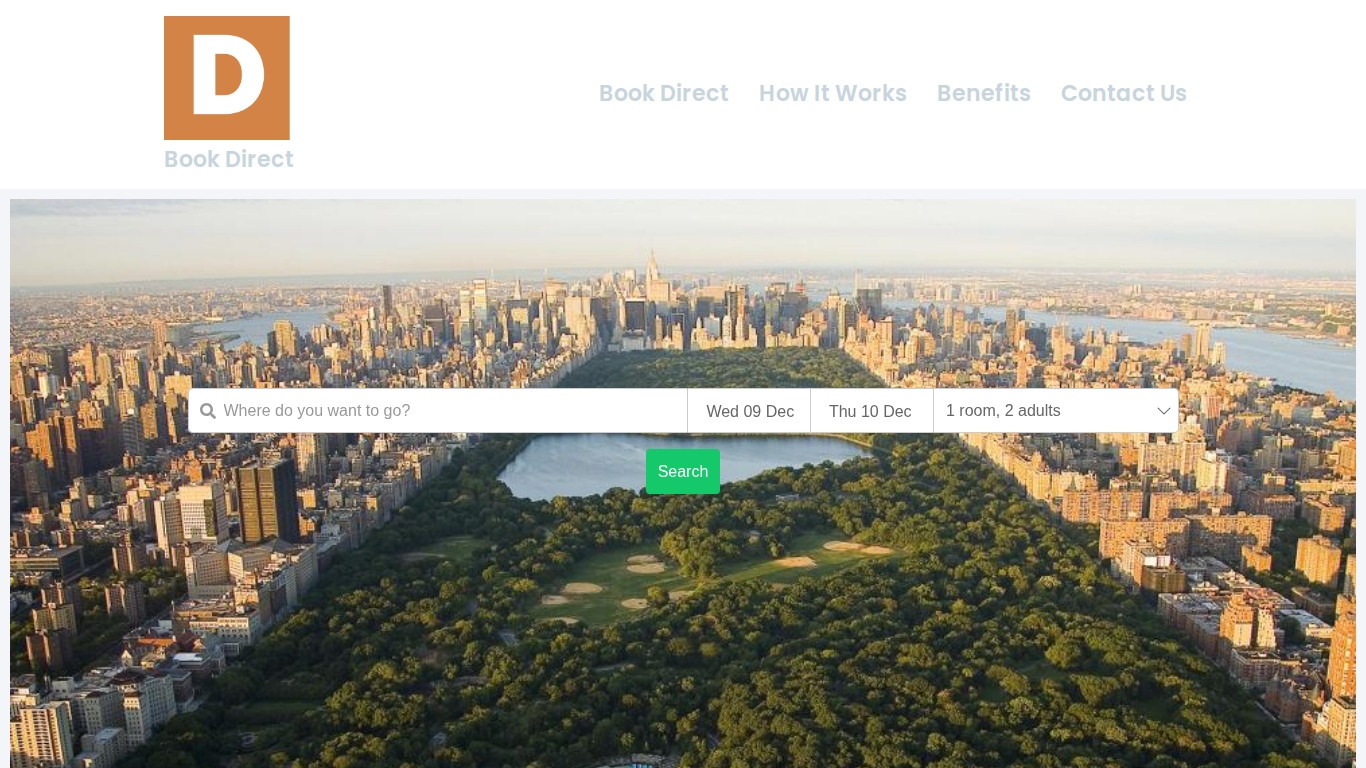 D
Book Direct
Book Direct How It Works Benefits Contact Us
Where do you want to go? Wed 09 Dec Thu 10 Dec 1 room, 2 adults
Search